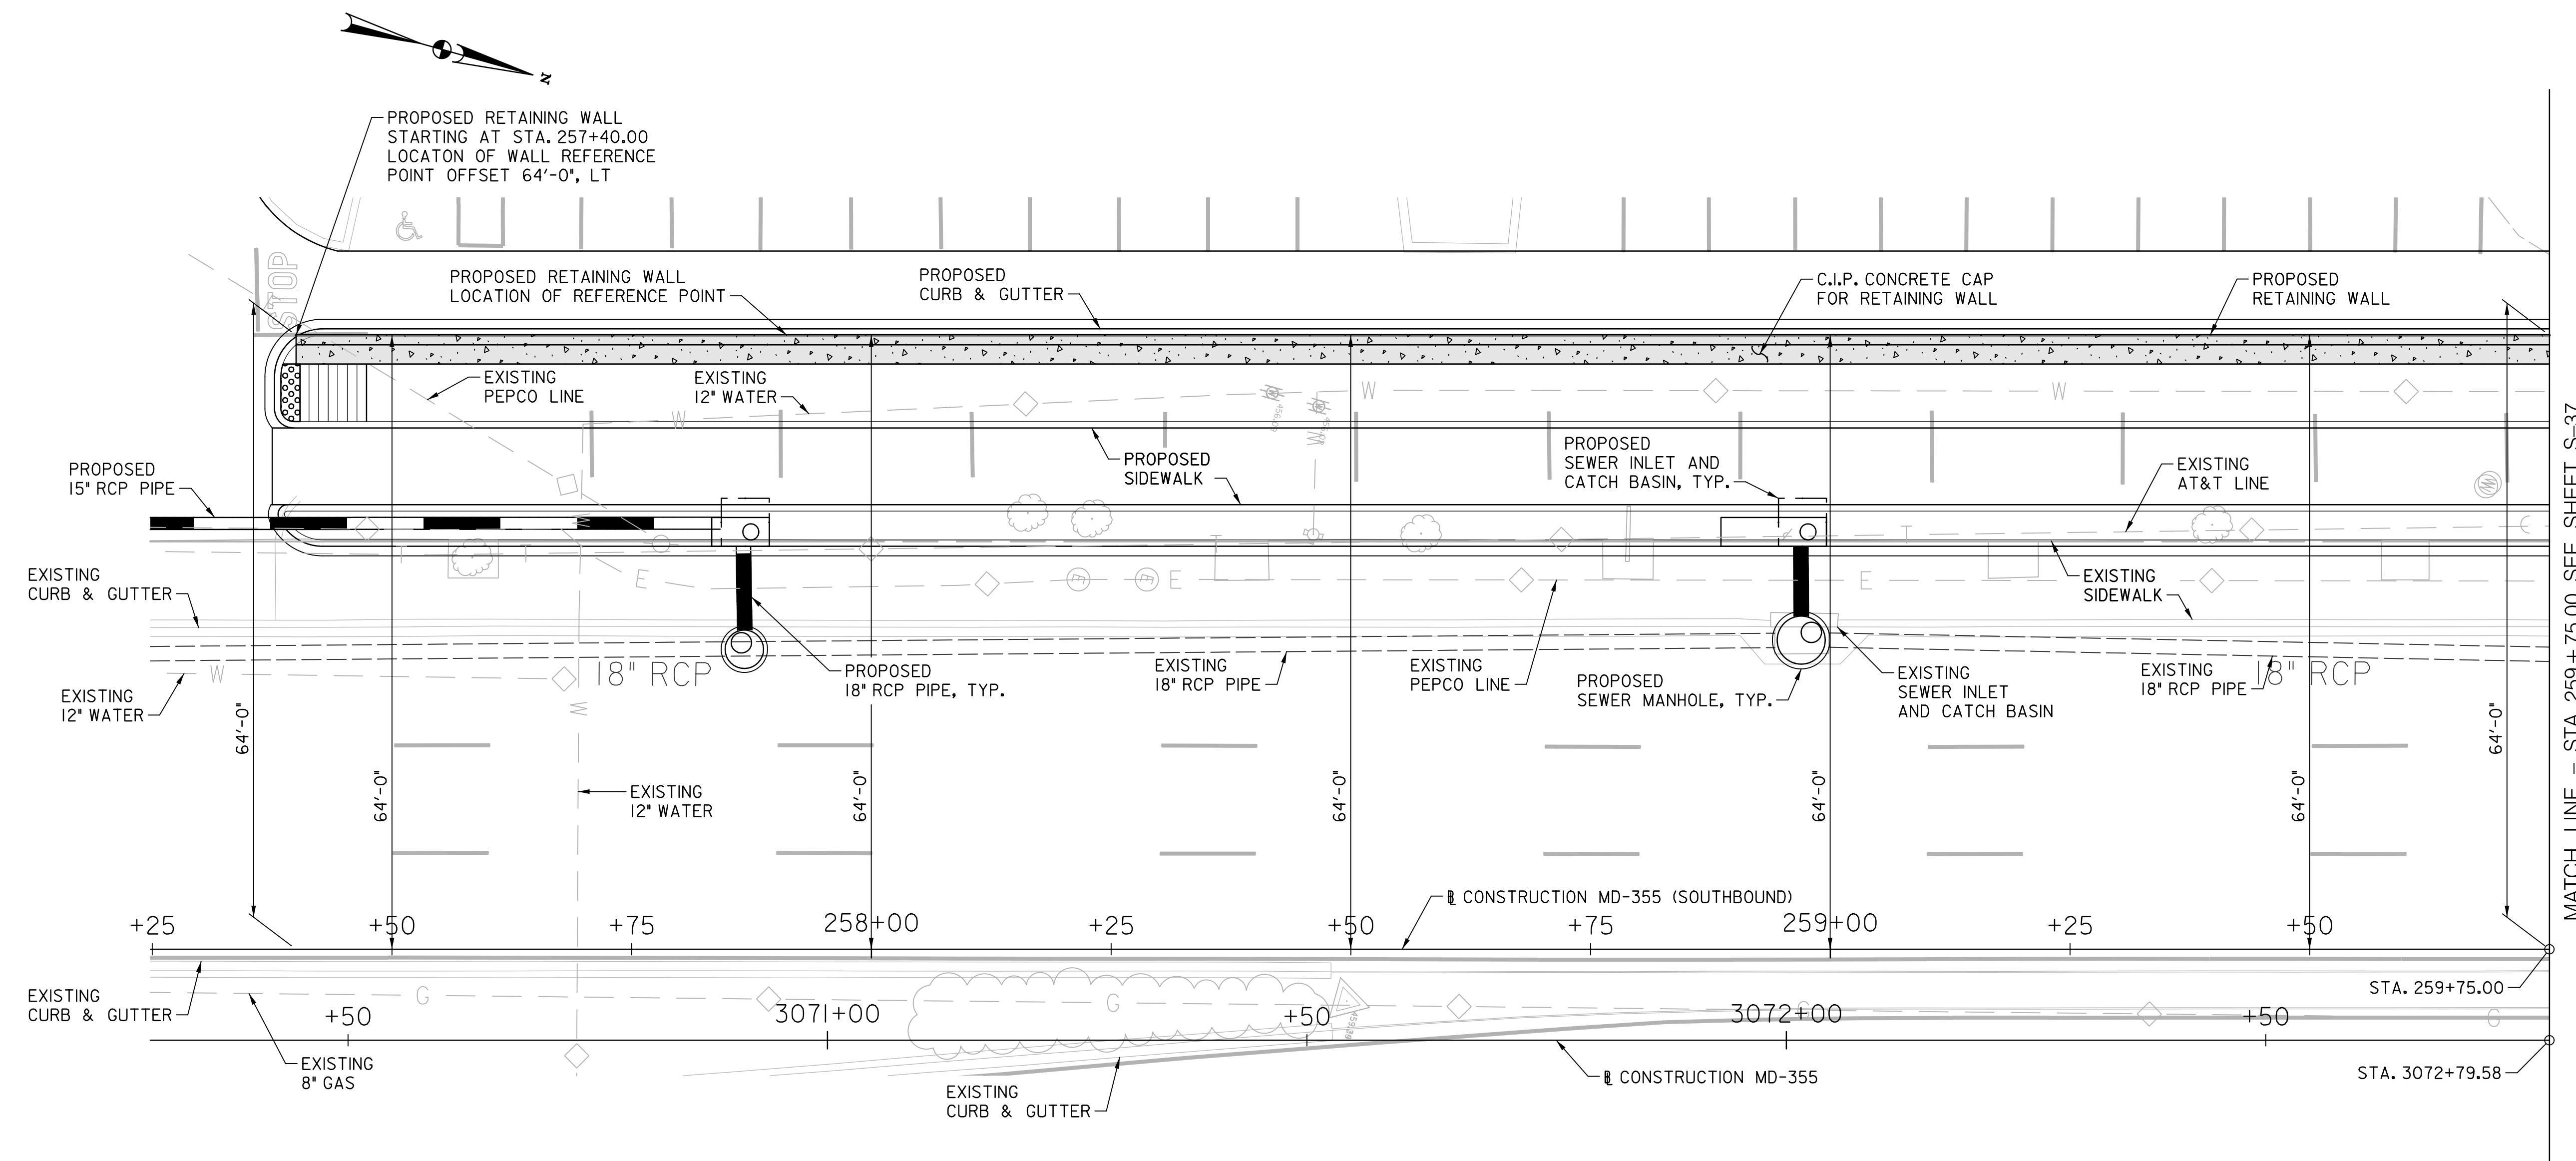 N
PROPOSED RETAINING WALL
STARTING AT STA. 257+40.00
LOCATON OF WALL REFERENCE
POINT OFFSET 64'-0", LT
STOP
PROPOSED RETAINING WALL
LOCATION OF REFERENCE POINT
PROPOSED
CURB & GUTTER
C.I.P. CONCRETE CAP
FOR RETAINING WALL
PROPOSED
RETAINING WALL
EXISTING
PEPCO LINE
EXISTING
12" WATER
W
W
W
W
PROPOSED
15" RCP PIPE
PROPOSED
SIDEWALK
PROPOSED
SEWER INLET AND
CATCH BASIN, TYP.
EXISTING
AT&T LINE
W
W
T
T
T
T
C
E
E
E
E
E
EXISTING
CURB & GUTTER
EXISTING
SIDEWALK
EXISTING
12" WATER
W
W
18" RCP
PROPOSED
18" RCP PIPE, TYP.
EXISTING
18" RCP PIPE
EXISTING
PEPCO LINE
PROPOSED
SEWER MANHOLE, TYP.
EXISTING
SEWER INLET
AND CATCH BASIN
EXISTING
18" RCP PIPE
18" RCP
64'-0"
64'-0"
64'-0"
64'-0"
64'-0"
64'-0"
64'-0"
EXISTING
12" WATER
MATCH LINE - STA 259+75.00 SEE SHEET S-37
℄ CONSTRUCTION MD-355 (SOUTHBOUND)
+25
+50
+75
258+00
+25
+50
+75
259+00
+25
+50
STA. 259+75.00
EXISTING
CURB & GUTTER
G
G
G
G
459.39
+50
3071+00
+50
3072+00
+50
EXISTING
8" GAS
EXISTING
CURB & GUTTER
℄ CONSTRUCTION MD-355
STA. 3072+79.58